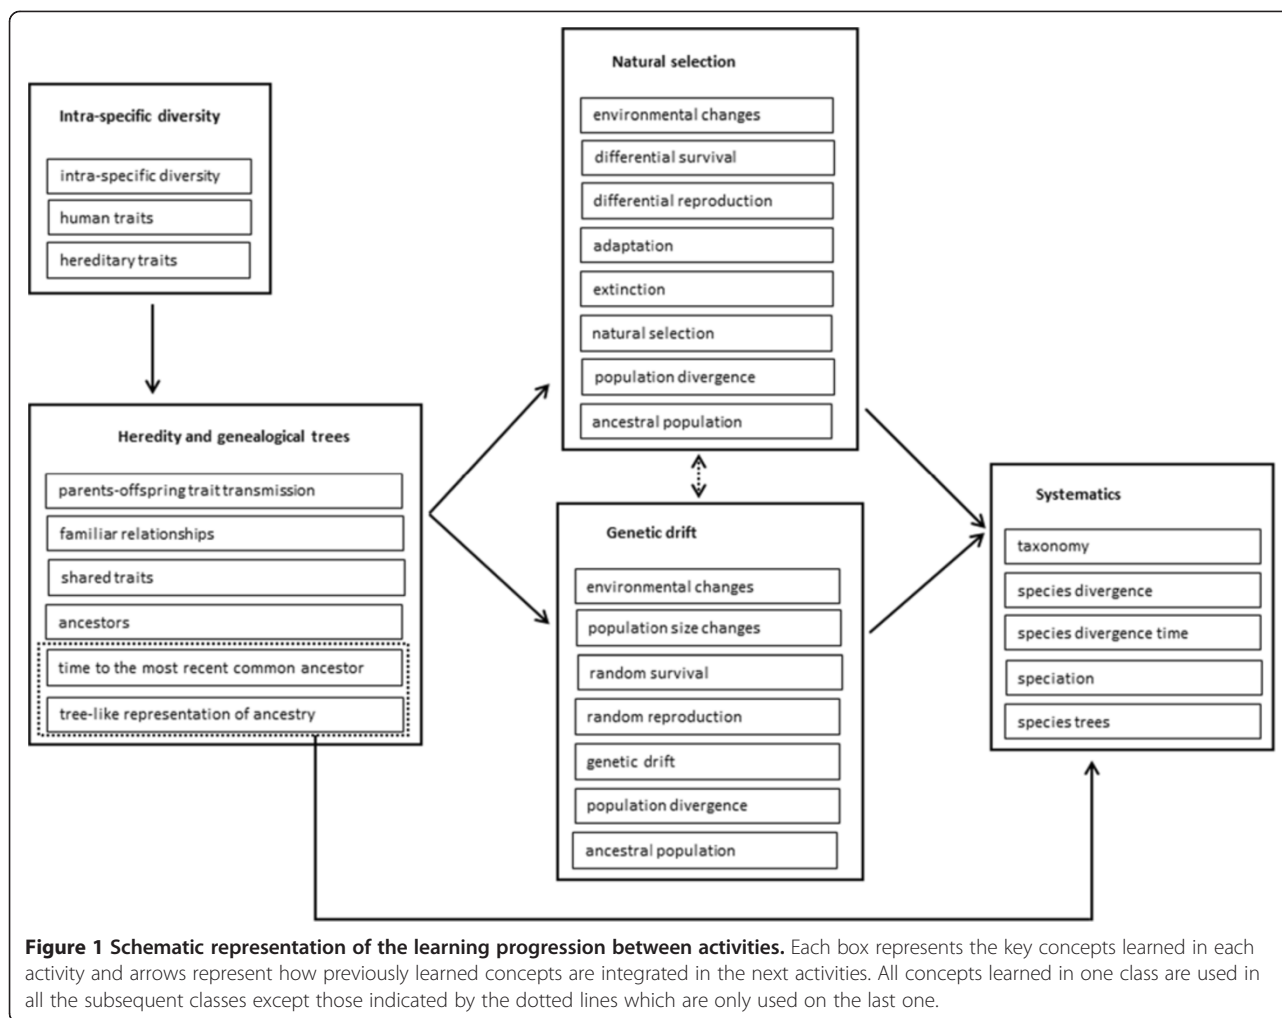 Intra-specific diversity
intra-specific diversity
human traits
hereditary traits
Heredity and genealogical trees
parents-offspring trait transmission
familiar relationships
shared traits
ancestors
time to the most recent common ancestor
tree-like representation of ancestry
Natural selection
environmental changes
differential survival
differential reproduction
adaptation
extinction
natural selection
population divergence
ancestral population
Genetic drift
environmental changes
population size changes
random survival
random reproduction
genetic drift
population divergence
ancestral population
Systematics
taxonomy
species divergence
species divergence time
speciation
species trees
Figure 1 Schematic representation of the learning progression between activities. Each box represents the key concepts learned in each
activity and arrows represent how previously learned concepts are integrated in the next activities. All concepts learned in one class are used in
all the subsequent classes except those indicated by the dotted lines which are only used on the last one.